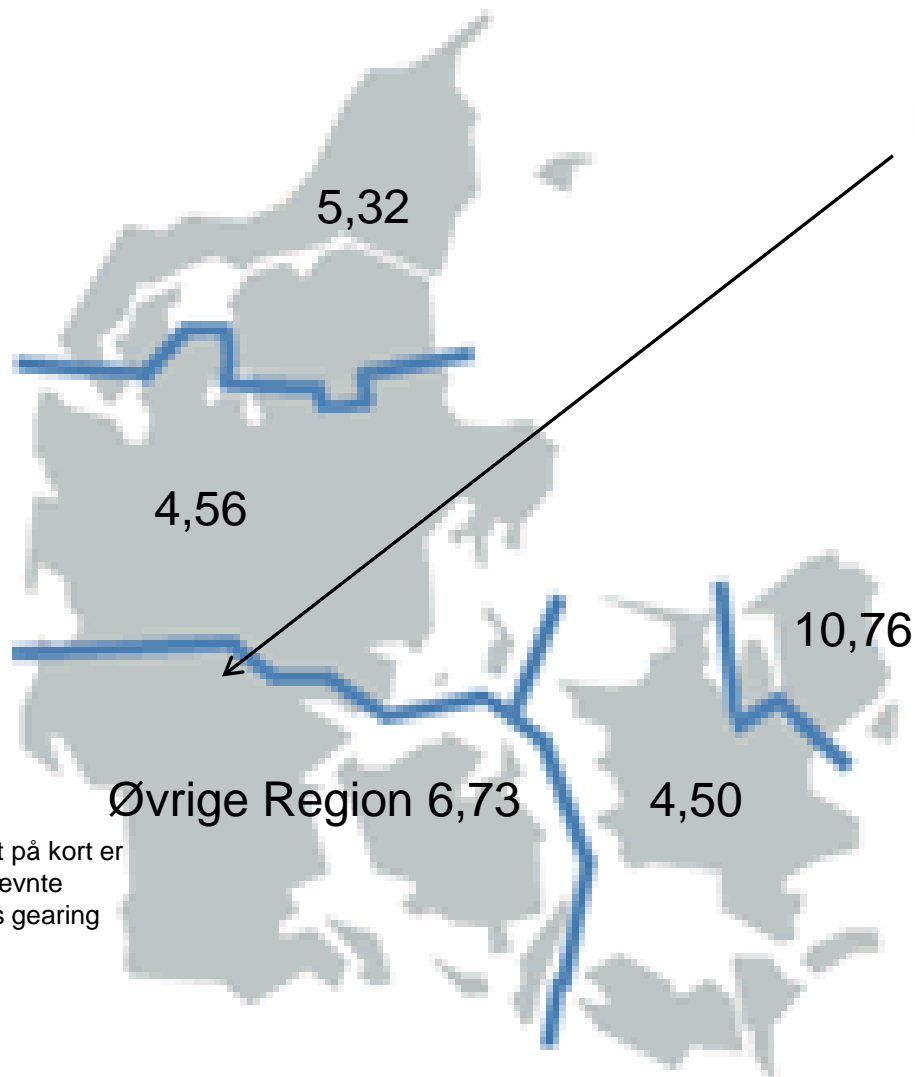 5,32
4,56
10,76
Øvrige Region 6,73
4,50
t på kort er
evnte
s gearing